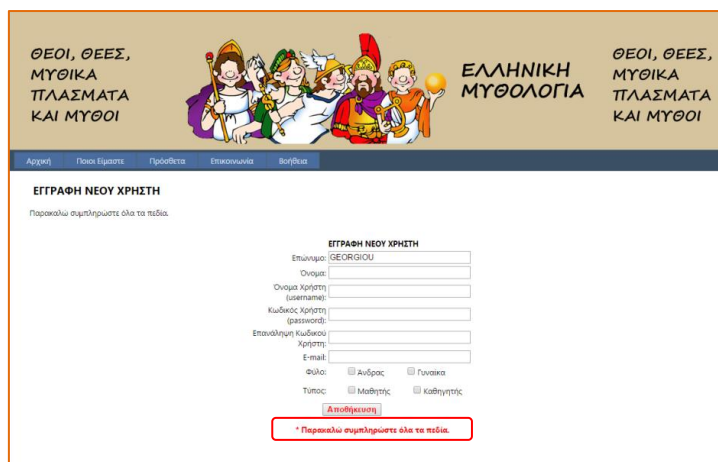 ΘΕΟΙ, ΘΕΕΣ,
ΜΥΘΙΚΑ
ΠΛΑΣΜΑΤΑ
ΚΑΙ ΜΥΘΟΙ
ΕΛΛΗΝΙΚΗ
ΜΥΘΟΛΟΓΙΑ
ΘΕΟΙ, ΘΕΕΣ,
ΜΥΘΙΚΑ
ΠΛΑΣΜΑΤΑ
ΚΑΙ ΜΥΘΟΙ
Αρχική Ποιοι Είμαστε Πρόσθετα Επικοινωνία Βοήθεια
ΕΓΓΡΑΦΗ ΝΕΟΥ ΧΡΗΣΤΗ
Παρακαλώ συμπληρώστε όλα τα πεδία.
ΕΓΓΡΑΦΗ ΝΕΟΥ ΧΡΗΣΤΗ
Επώνυμο: GEORGIOU
Όνομα:
Όνομα Χρήστη
(username):
Κωδικός Χρήστη
(password):
Επανάληψη Κωδικού
Χρήστη:
E-mail:
Φύλο: Άνδρας Γυναίκα
Τύπος: Μαθητής Καθηγητής
Αποθήκευση
* Παρακαλώ συμπληρώστε όλα τα πεδία.